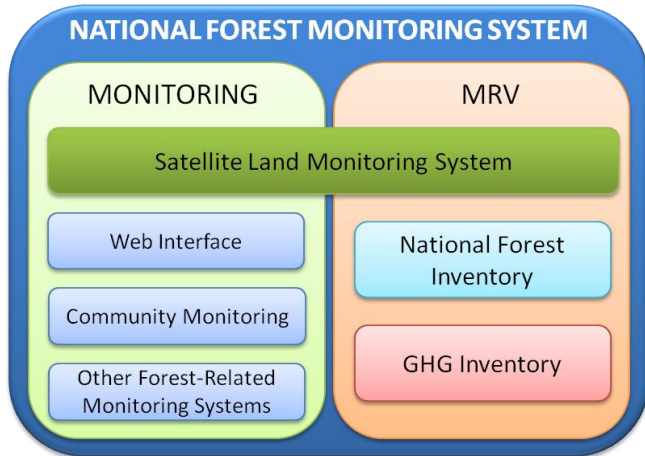 NATIONAL FOREST MONITORING SYSTEM
MONITORING
MRV
Satellite Land Monitoring System
Web Interface
Community Monitoring
Other Forest-Related
Monitoring Systems
National Forest
Inventory
GHG Inventory